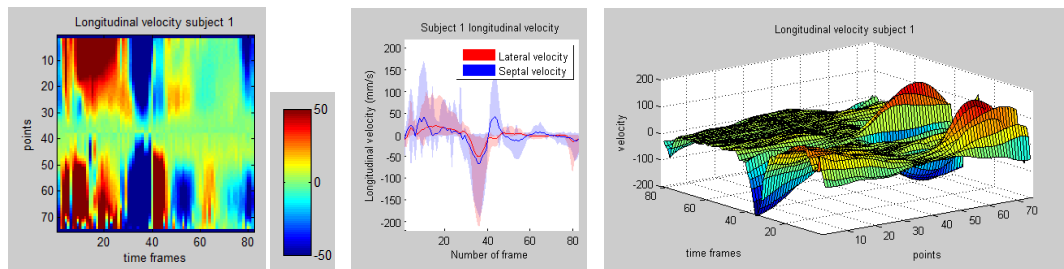 Longitudinal velocity subject 1
10
20
30
40
50
60
70
points
20 40 60 80
time frames
50
0
-50
Subject 1 longitudinal velocity
Lateral velocity
Septal velocity
200
150
100
50
0
-50
-100
-150
-200
Longitudinal velocity (mm/s)
20 40 60 80
Number of frame
Longitudinal velocity subject 1
200
100
0
-100
-200
velocity
80
60
40
20
time frames
10 20 30 40 50 60 70
points